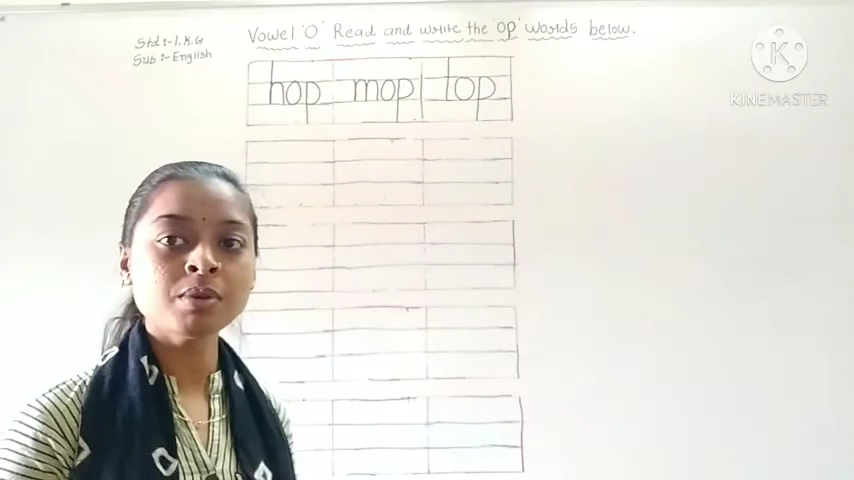 Std:- I.K.G
Sub :- English
Vowel 'O' Read and write the 'op' words below.
hop mop top
K
KINEMASTER